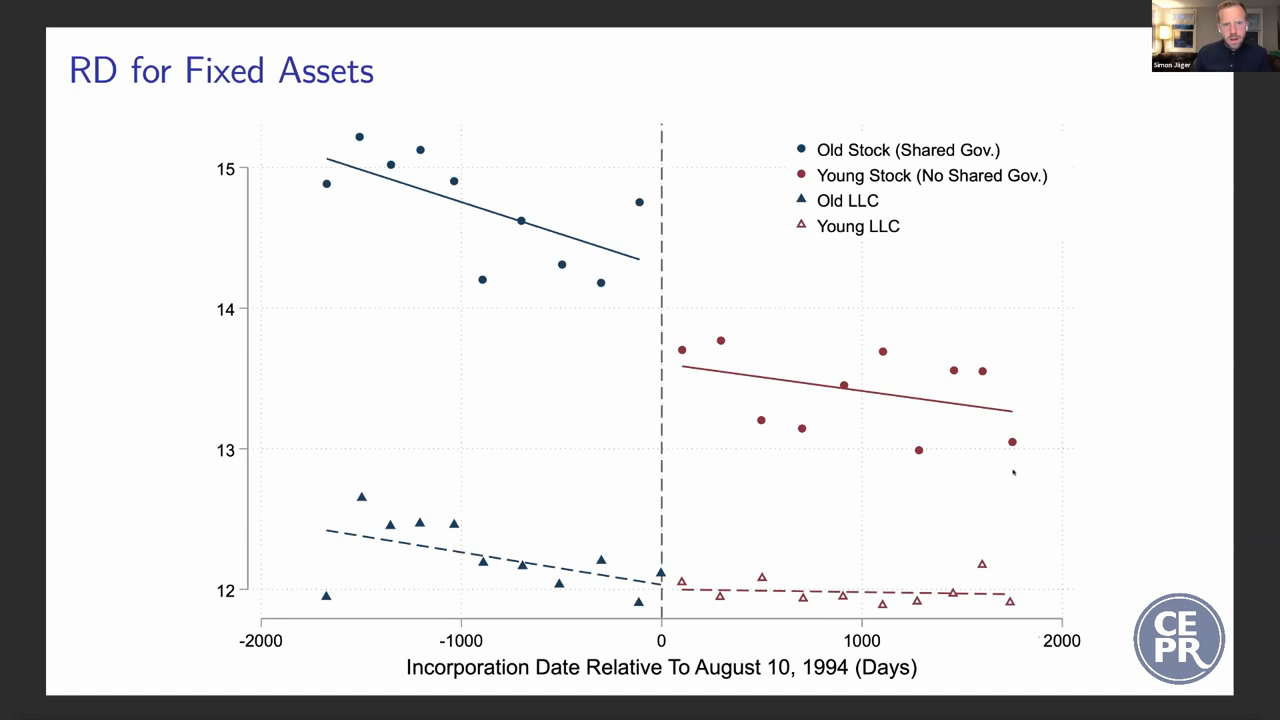 RD for Fixed Assets
Simon Jäger
Old Stock (Shared Gov.)
Young Stock (No Shared Gov.)
Old LLC
Young LLC
15
14
13
12
-2000
-1000
0
1000
2000
Incorporation Date Relative To August 10, 1994 (Days)
CE
PR